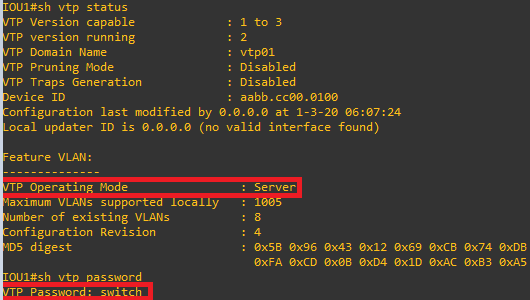 IOU1#sh vtp status
VTP Version capable : 1 to 3
VTP version running : 2
VTP Domain Name : vtp01
VTP Pruning Mode : Disabled
VTP Traps Generation : Disabled
Device ID : aabb.cc00.0100
Configuration last modified by 0.0.0.0 at 1-3-20 06:07:24
Local updater ID is 0.0.0.0 (no valid interface found)
Feature VLAN:
--------------
VTP Operating Mode : Server
Maximum VLANs supported locally : 1005
Number of existing VLANs : 8
Configuration Revision : 4
MD5 digest : 0x5B 0x96 0x43 0x12 0x69 0xCB 0x74 0xDB
0xFA 0xCD 0x0B 0xD4 0x1D 0xAC 0xB3 0xA5
IOU1#sh vtp password
VTP Password: switch